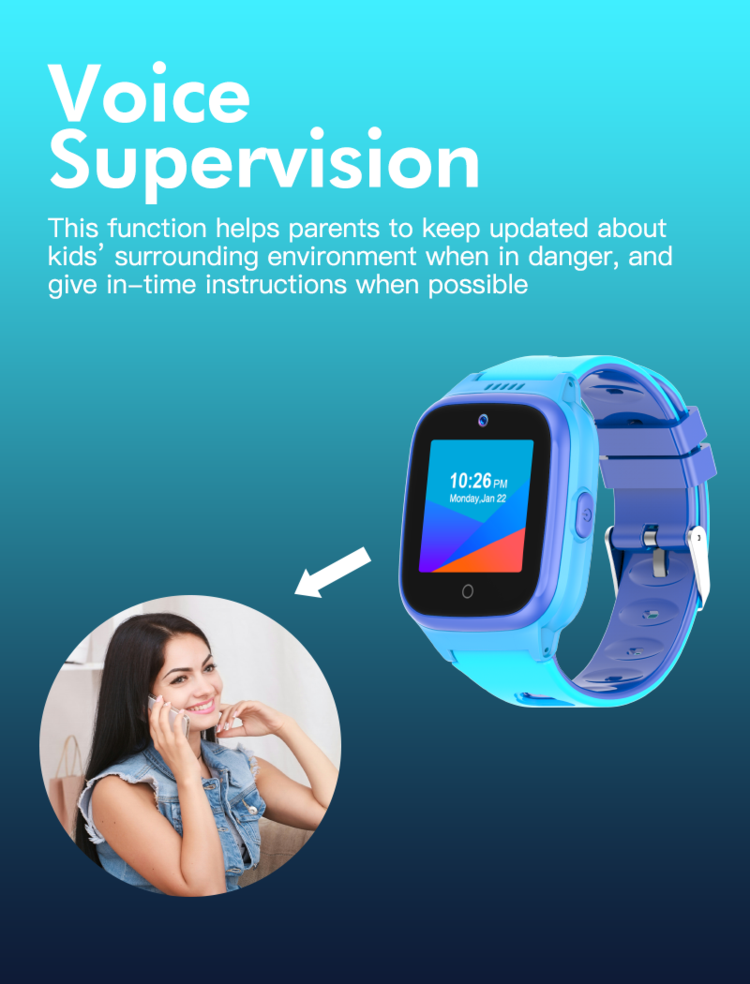 Voice
Supervision
This function helps parents to keep updated about
kids’ surrounding environment when in danger, and
give in-time instructions when possible
10:26 PM
Monday,Jan 22